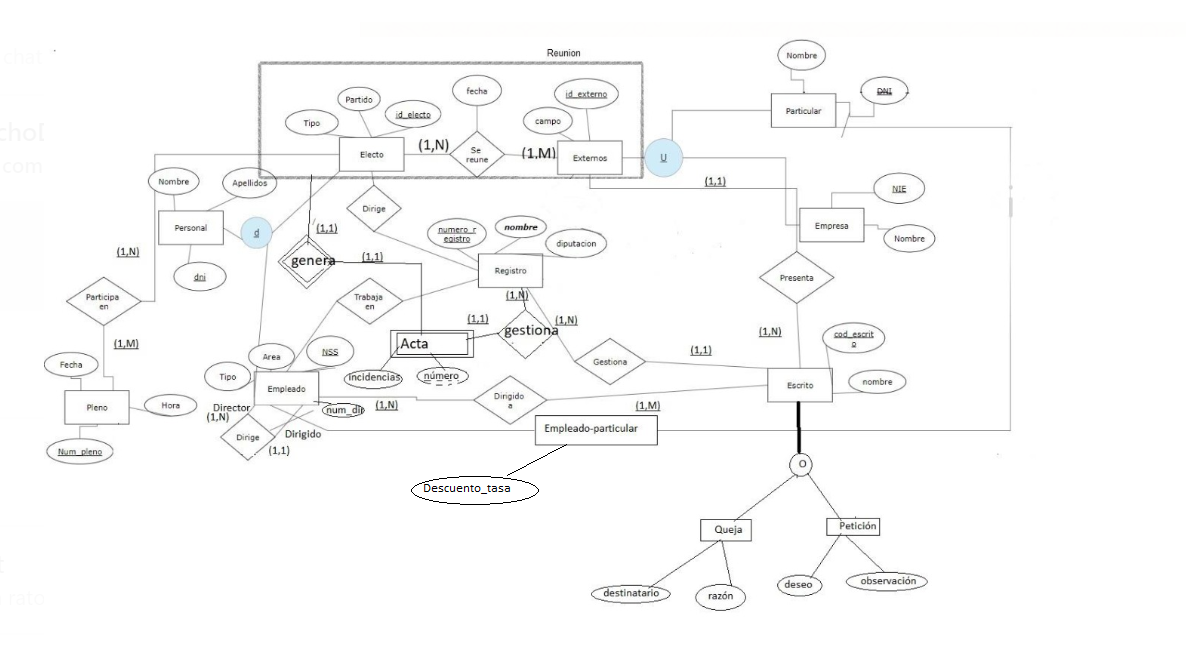 Reunion
Nombre
DNI
Particular
Partido
fecha
id_externo
Tipo
id_electo
campo
Electo
(1,N)
Se
reune
(1,M)
Externos
U
Nombre
Apellidos
(1,1)
NIE
Personal
d
Dirige
Empresa
Nombre
(1,1)
numero_r
egistro
nombre
diputacion
(1,N)
genera
(1,1)
Registro
dni
Presenta
Participa
en
Trabaja
en
(1,N)
(1,1)
(1,N)
gestiona
(1,N)
cod_escrit
o
(1,M)
Acta
Gestiona
(1,1)
Fecha
Area
NSS
Tipo
Incidencias
número
Empleado
Escrito
nombre
Pleno
Hora
Director
(1,N)
num_dir
(1,N)
Dirigido
a
(1,M)
Dirige
Dirigido
(1,1)
Empleado-particular
Num_pleno
O
Descuento_tasa
Queja
Petición
destinatario
razón
deseo
observación